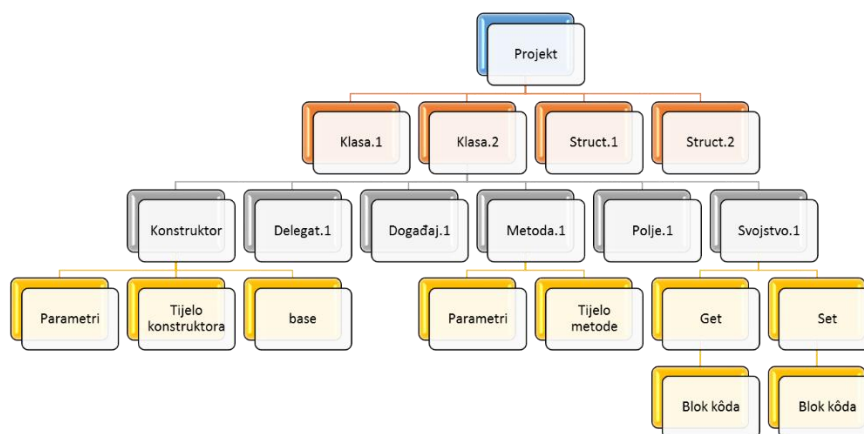 Projekt
Klasa.1
Klasa.2
Struct.1
Struct.2
Konstruktor
Delegat.1
Događaj.1
Metoda.1
Polje.1
Svojstvo.1
Parametri
Tijelo
konstruktora
base
Parametri
Tijelo
metode
Get
Set
Blok kôda
Blok kôda